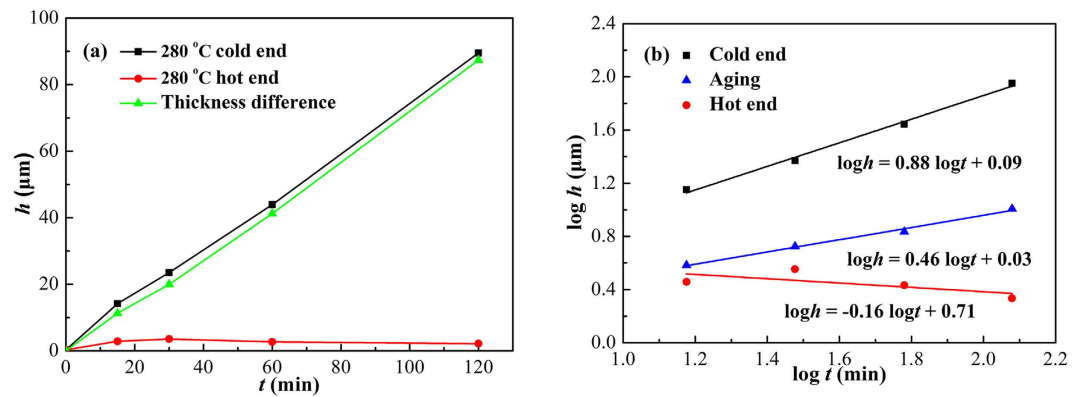 (a)
280 °C cold end
280 °C hot end
Thickness difference
h (μm)
100
80
60
40
20
0
0 20 40 60 80 100 120
t (min)
(b)
Cold end
Aging
Hot end
log h (μm)
2.4
2.0
1.6
1.2
0.8
0.4
0.0
logh = 0.88 logt + 0.09
logh = 0.46 logt + 0.03
logh = -0.16 logt + 0.71
1.0 1.2 1.4 1.6 1.8 2.0 2.2
log t (min)